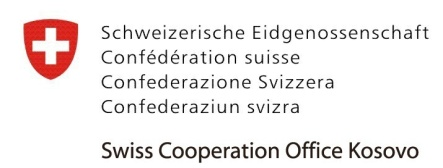 Schweizerische Eidgenossenschaft
Confédération suisse
Confederazione Svizzera
Confederaziun svizra
Swiss Cooperation Office Kosovo